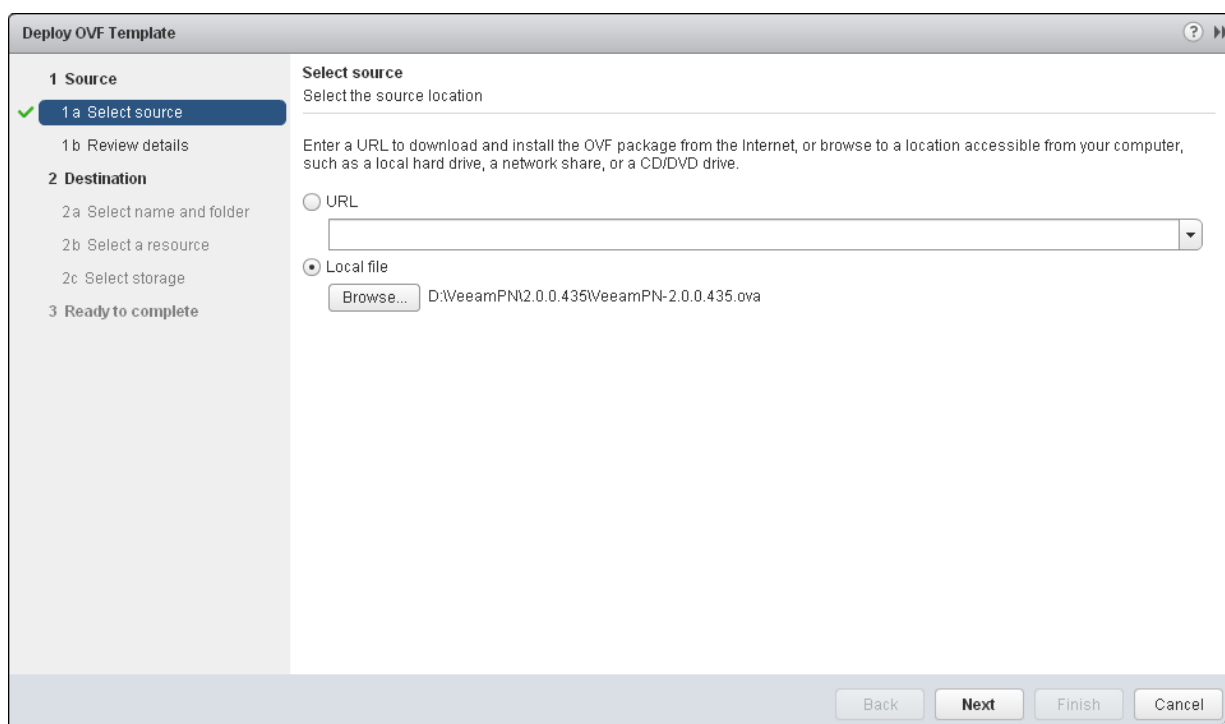 Deploy OVF Template
?
1 Source
1a Select source
1b Review details
2 Destination
2a Select name and folder
2b Select a resource
2c Select storage
3 Ready to complete
Select source
Select the source location
Enter a URL to download and install the OVF package from the Internet, or browse to a location accessible from your computer,
such as a local hard drive, a network share, or a CD/DVD drive.
URL
Local file
Browse... D:\VeeamPN\2.0.0.435\VeeamPN-2.0.0.435.ova
Back Next Finish Cancel